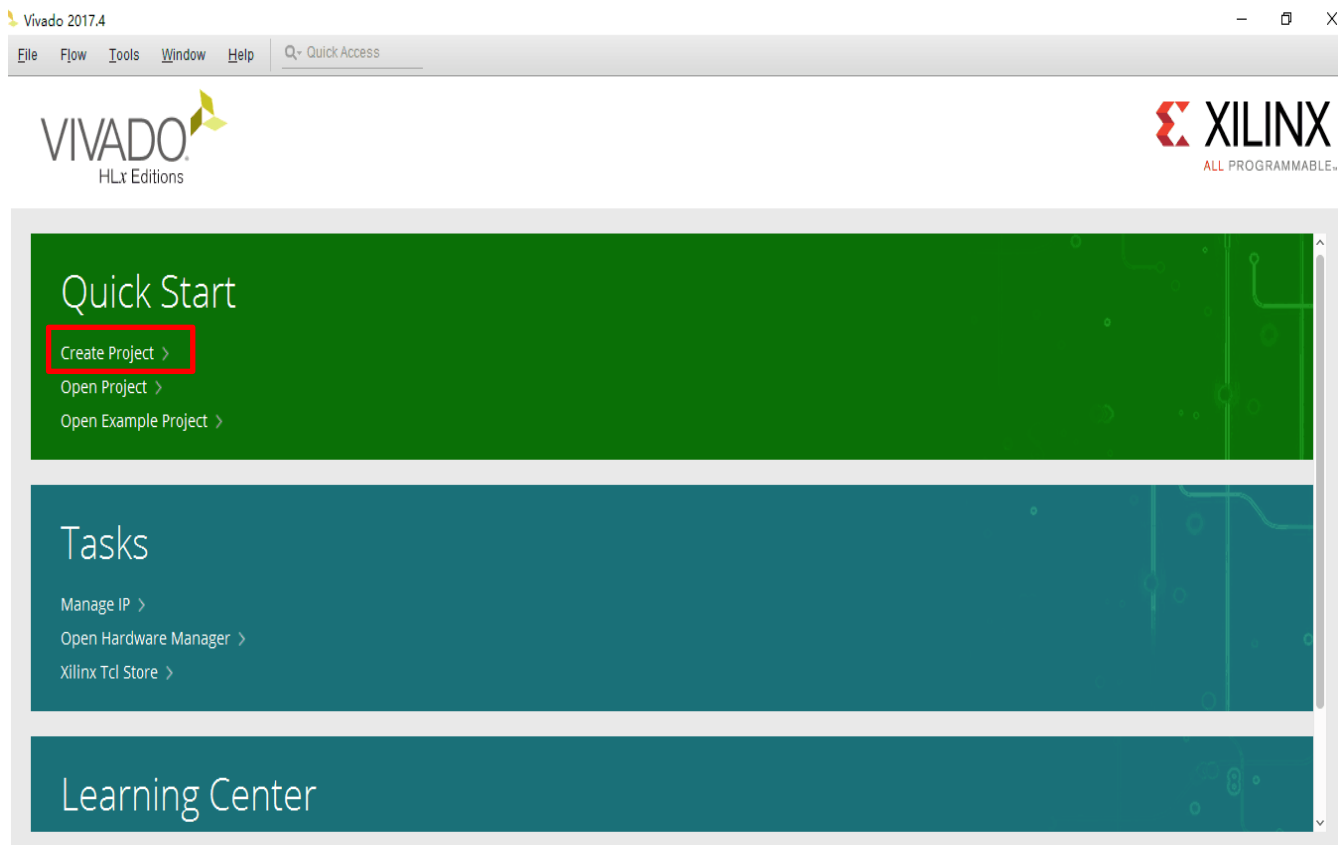 Vivado 2017.4
File Flow Tools Window Help Quick Access
VIVADO.
HLx Editions
XILINX
ALL PROGRAMMABLE™
Quick Start
Create Project >
Open Project >
Open Example Project >
Tasks
Manage IP >
Open Hardware Manager >
Xilinx Tcl Store >
Learning Center